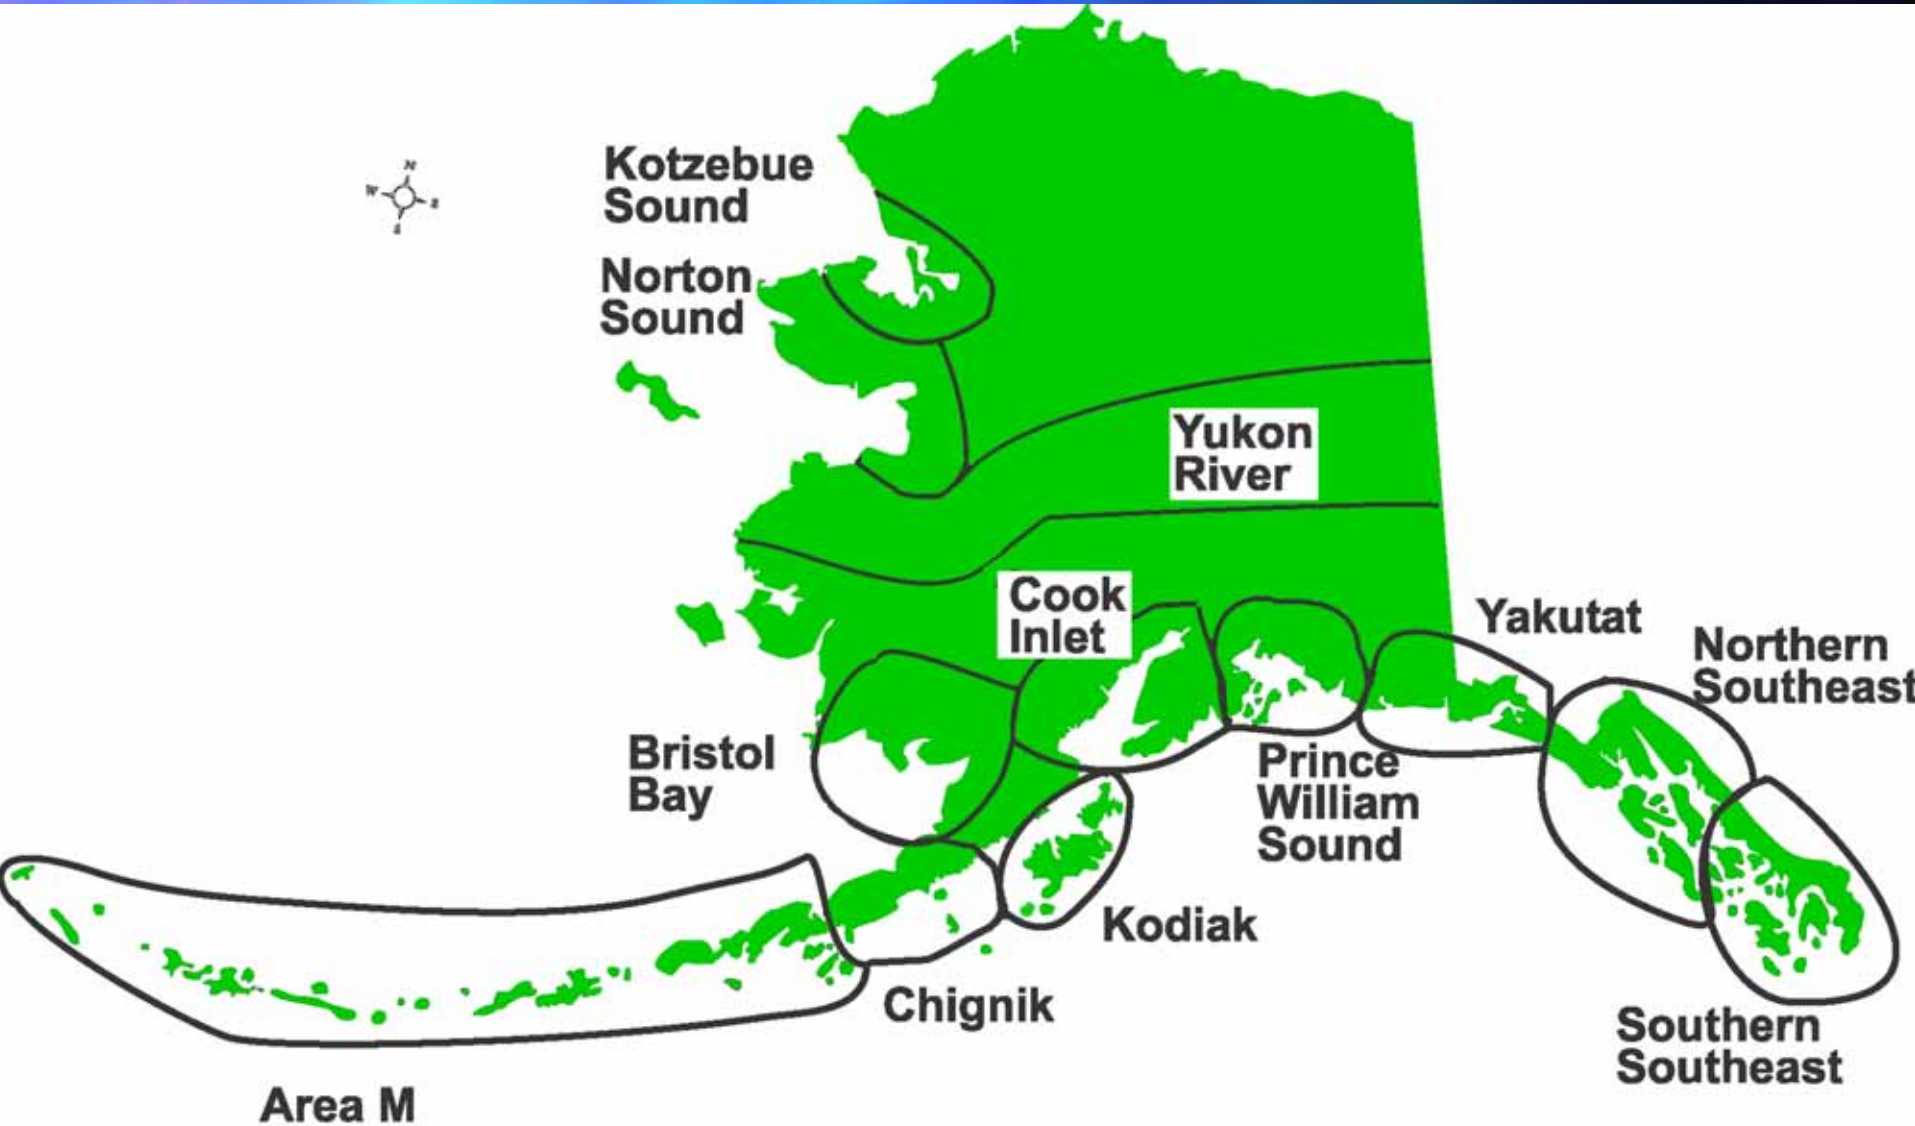 Kotzebue
Sound
N
W
E
S
Norton
Sound
Yukon
River
Cook
Inlet
Yakutat
Northern
Southeast
Bristol
Bay
Prince
William
Sound
Kodiak
Chignik
Southern
Southeast
Area M